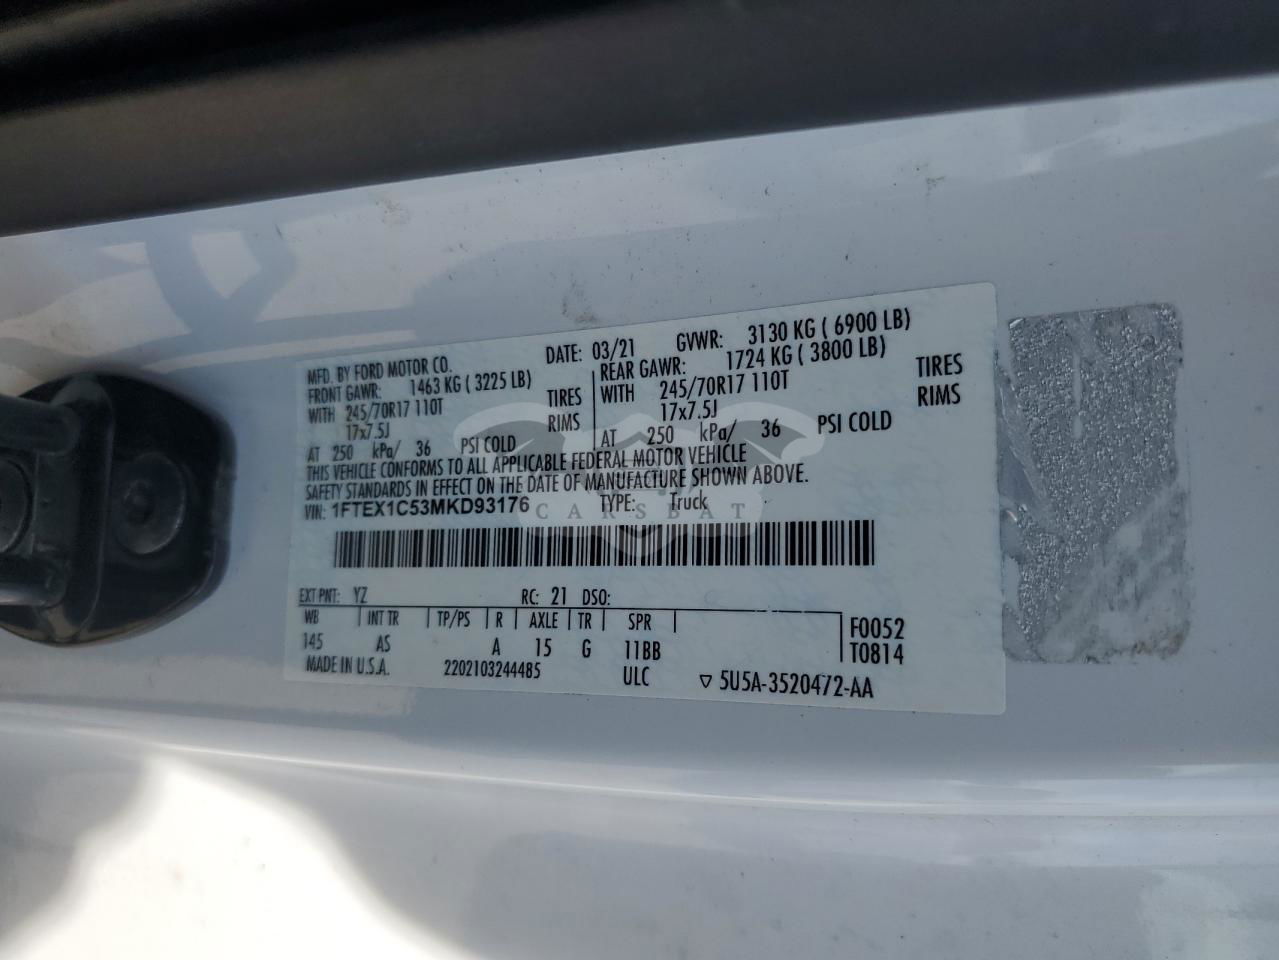 MFD. BY FORD MOTOR CO. DATE: 03/21 GVWR: 3130 KG ( 6900 LB)
FRONT GAWR: 1463 KG ( 3225 LB) REAR GAWR: 1724 KG ( 3800 LB)
WITH 245/70R17 110T TIRES WITH 245/70R17 110T TIRES
17x7.5J RIMS 17x7.5J RIMS
AT 250 kPa/ 36 PSI COLD AT 250 kPa/ 36 PSI COLD
THIS VEHICLE CONFORMS TO ALL APPLICABLE FEDERAL MOTOR VEHICLE
SAFETY STANDARDS IN EFFECT ON THE DATE OF MANUFACTURE SHOWN ABOVE.
VIN: 1FTEX1C53MKD93176 TYPE: Truck
CARSBAT
EXT PNT: YZ RC: 21 DSO:
WB INT TR TP/PS R AXLE TR SPR F0052
145 AS A 15 G 11BB T0814
MADE IN U.S.A. 2202103244485 ULC ▽ 5U5A-3520472-AA